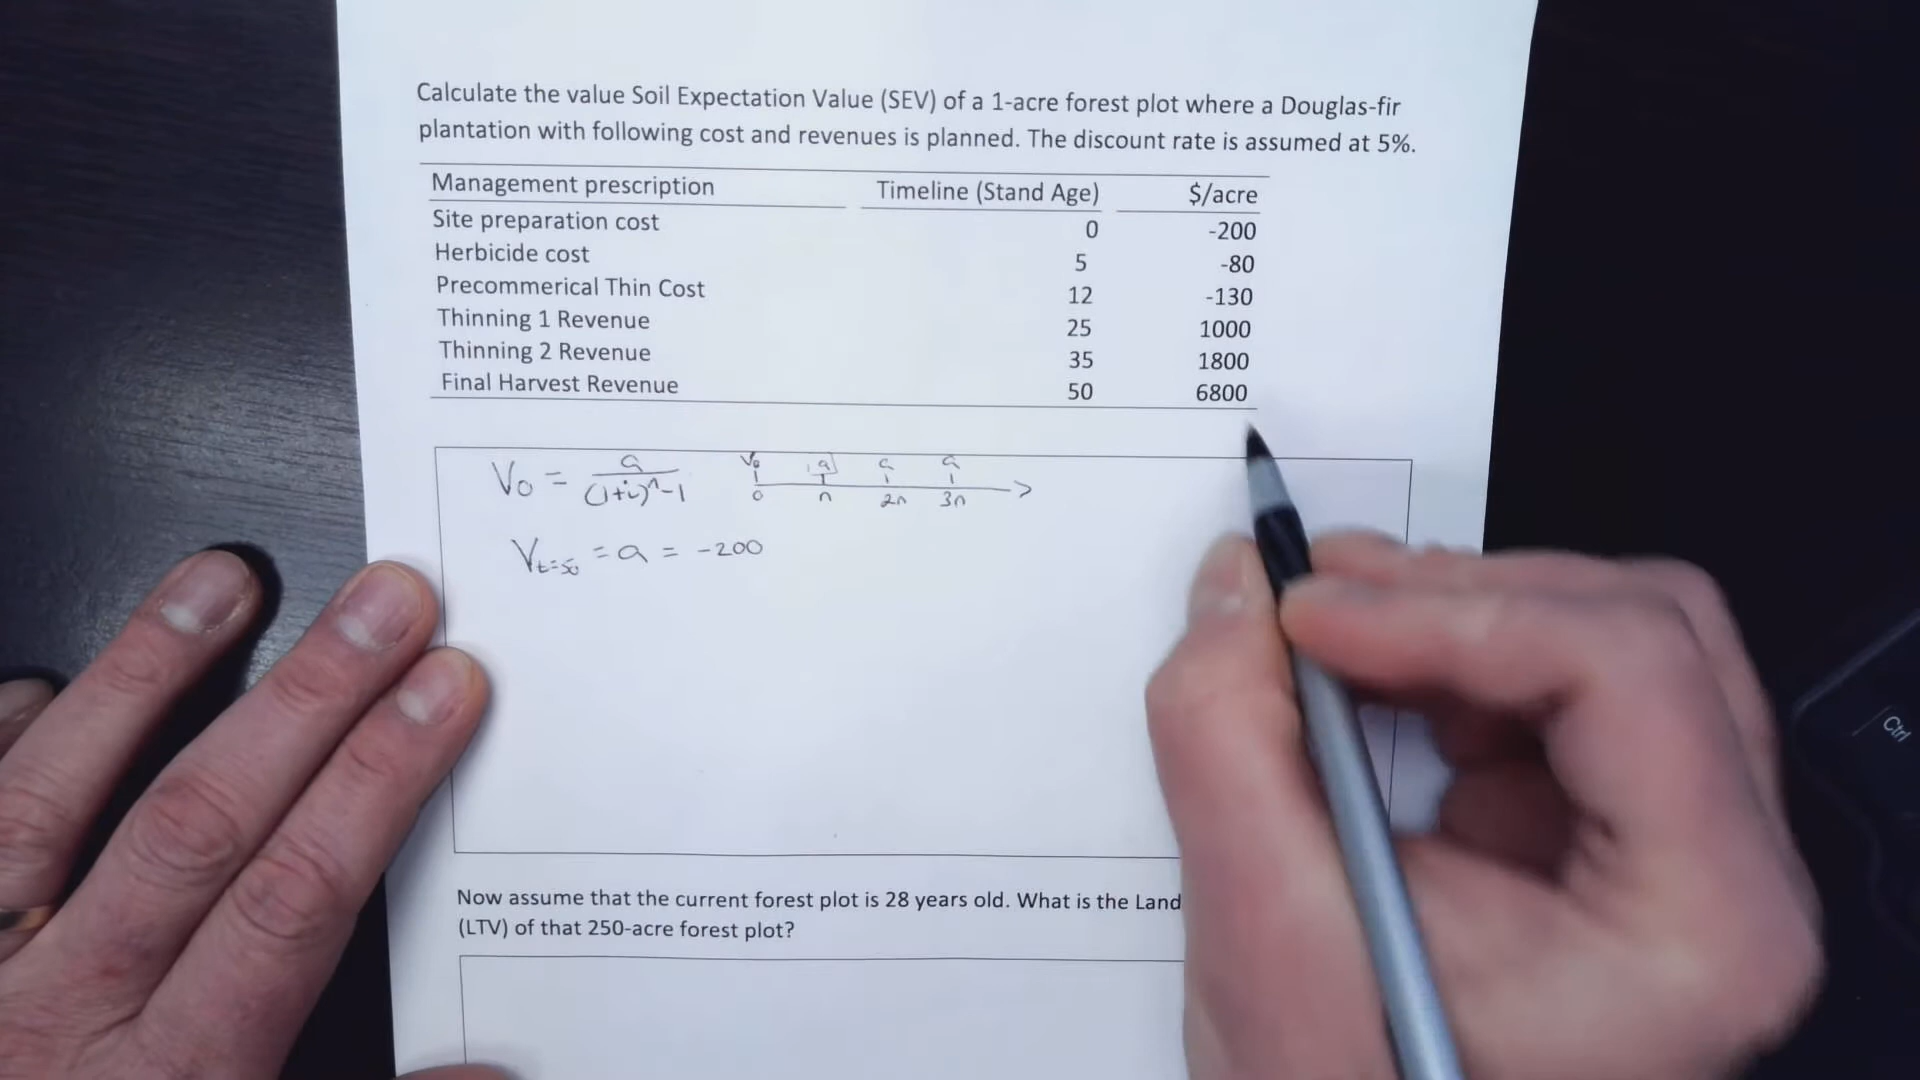 Calculate the value Soil Expectation Value (SEV) of a 1-acre forest plot where a Douglas-fir
plantation with following cost and revenues is planned. The discount rate is assumed at 5%.
Management prescription Timeline (Stand Age) $/acre
Site preparation cost 0 -200
Herbicide cost 5 -80
Precommerical Thin Cost 12 -130
Thinning 1 Revenue 25 1000
Thinning 2 Revenue 35 1800
Final Harvest Revenue 50 6800
V₀ = a / (1+i)^n - 1
V₀ a a a
0 n 2n 3n
V t=50 = a = -200
Now assume that the current forest plot is 28 years old. What is the Land
(LTV) of that 250-acre forest plot?
Ctrl